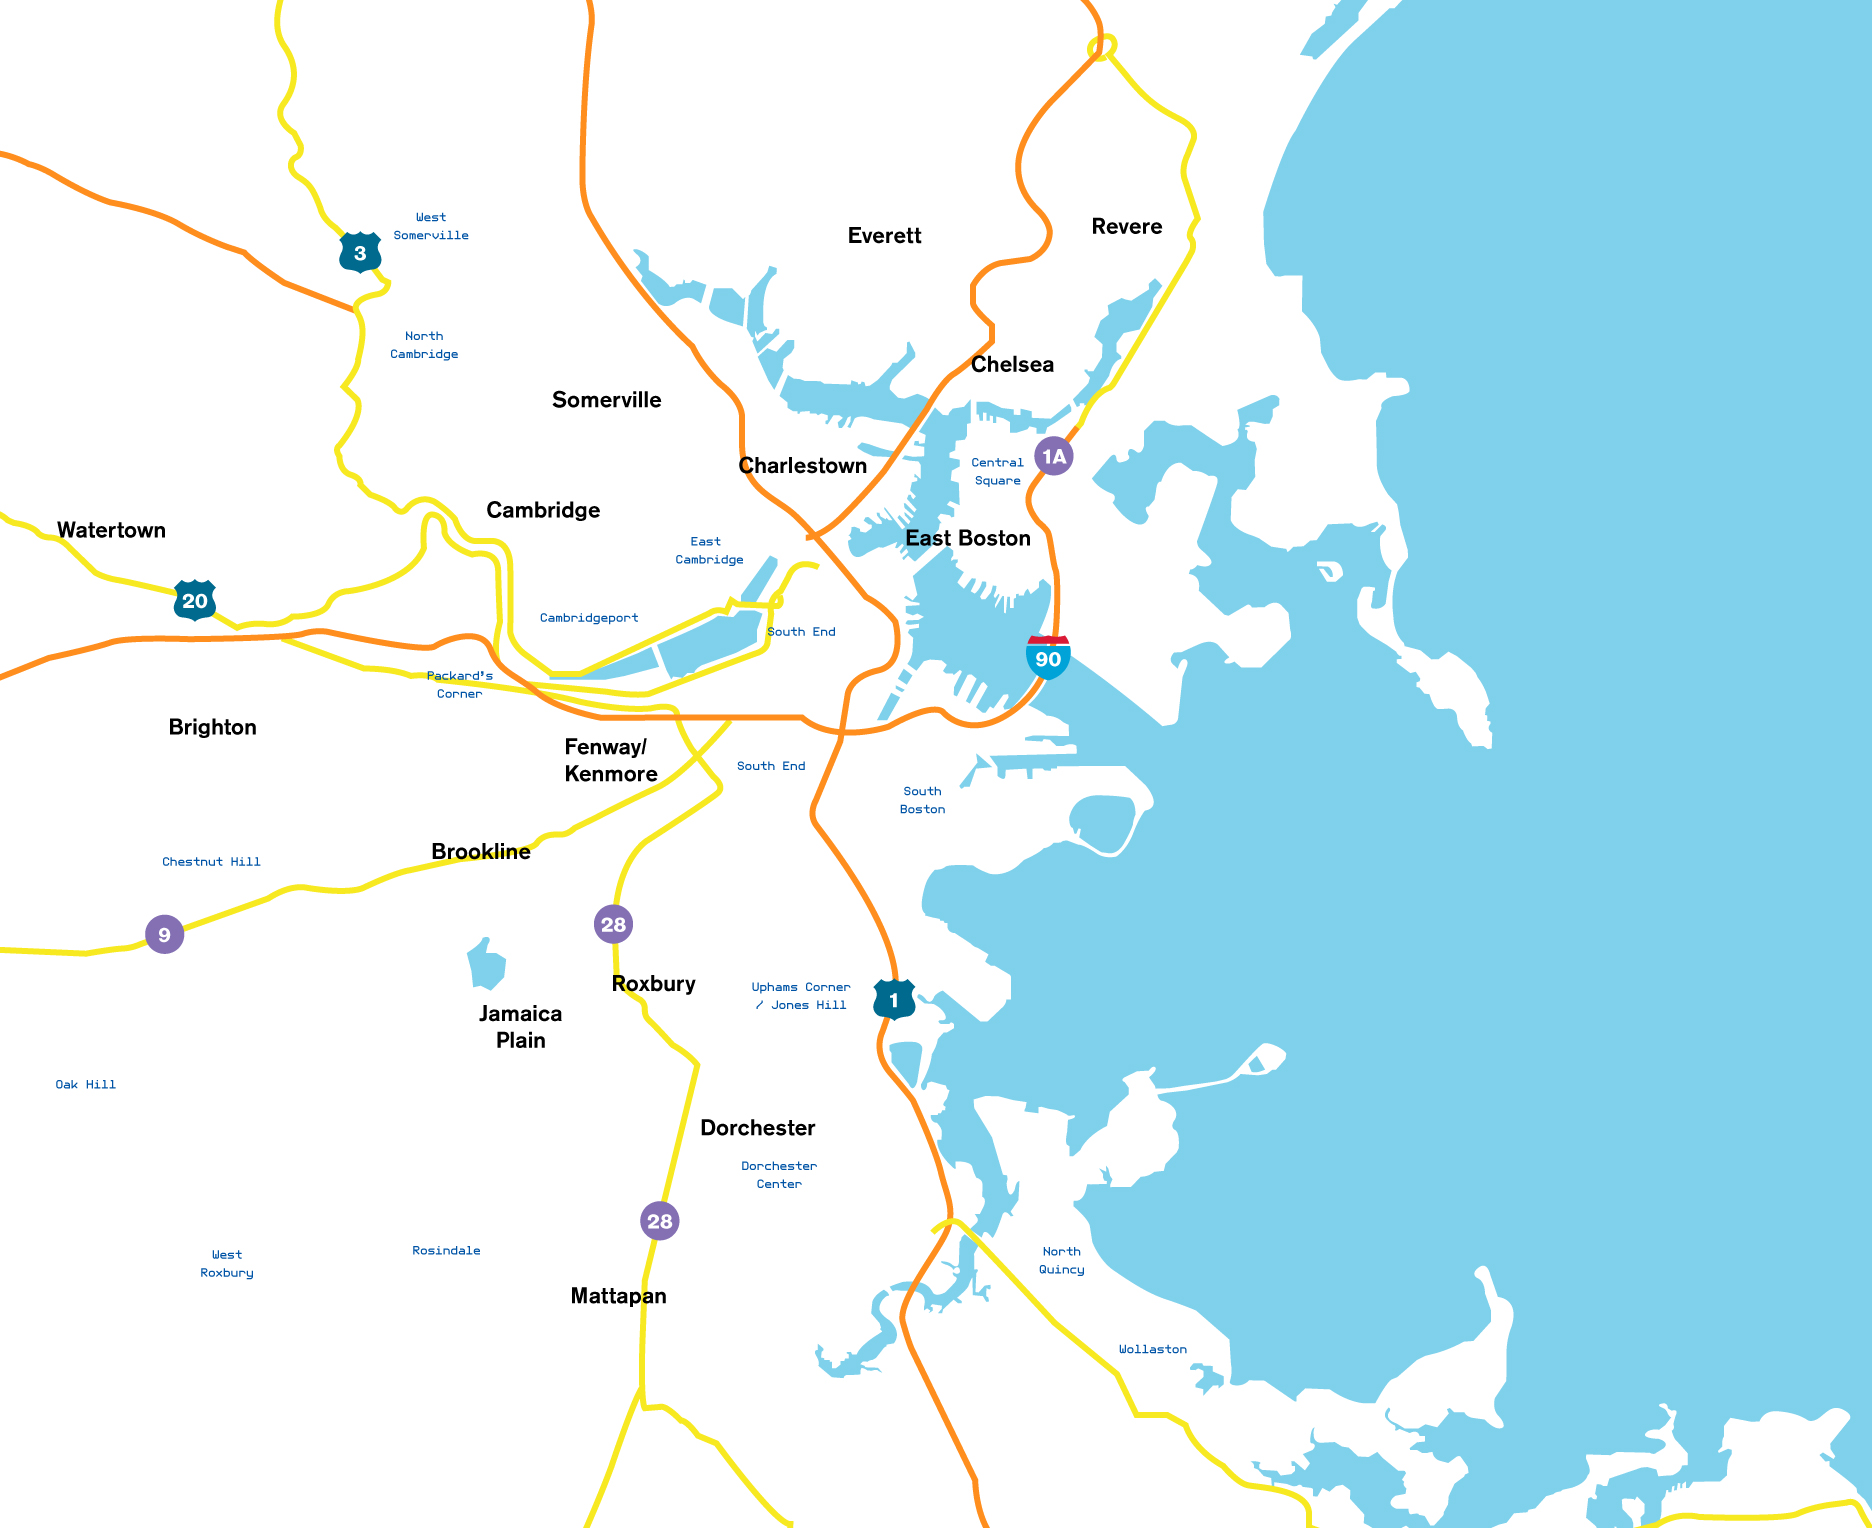 West
Somerville
3
Everett
Revere
North
Cambridge
Chelsea
Somerville
Charlestown
Central
Square
1A
Cambridge
Watertown
East Boston
East
Cambridge
20
Cambridgeport
South End
90
Packard's
Corner
Brighton
Fenway/
Kenmore
South End
South
Boston
Brookline
Chestnut Hill
9
28
Roxbury
Uphams Corner
/ Jones Hill
1
Jamaica
Plain
Oak Hill
Dorchester
Dorchester
Center
28
West
Roxbury
Rosindale
North
Quincy
Mattapan
Wollaston